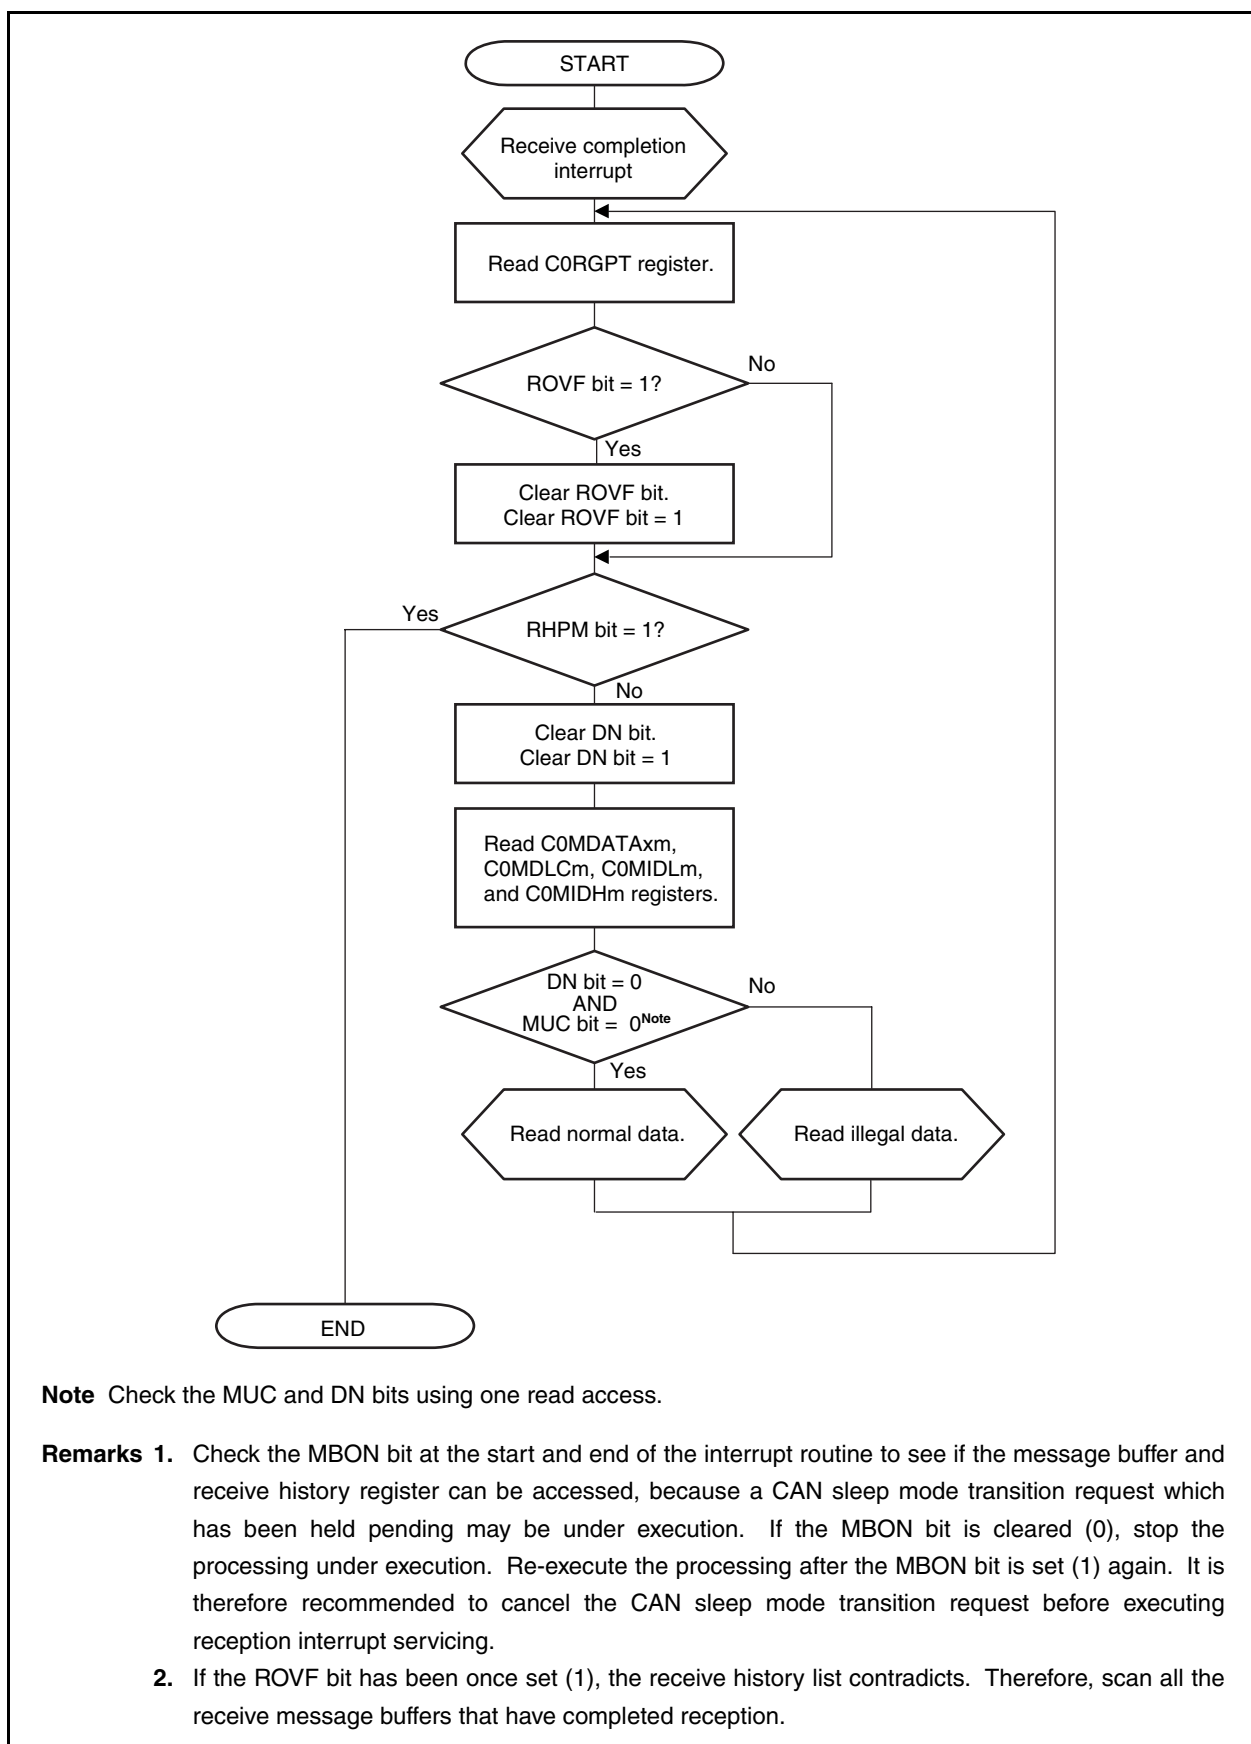 START
Receive completion
interrupt
Read C0RGPT register.
ROVF bit = 1?
No
Yes
Clear ROVF bit.
Clear ROVF bit = 1
Yes
RHPM bit = 1?
No
Clear DN bit.
Clear DN bit = 1
Read C0MDATAxm,
C0MDLCm, C0MIDLm,
and C0MIDHm registers.
DN bit = 0
AND
MUC bit = 0Note
No
Yes
Read normal data.
Read illegal data.
END
Note Check the MUC and DN bits using one read access.
Remarks 1. Check the MBON bit at the start and end of the interrupt routine to see if the message buffer and
receive history register can be accessed, because a CAN sleep mode transition request which
has been held pending may be under execution. If the MBON bit is cleared (0), stop the
processing under execution. Re-execute the processing after the MBON bit is set (1) again. It is
therefore recommended to cancel the CAN sleep mode transition request before executing
reception interrupt servicing.
2. If the ROVF bit has been once set (1), the receive history list contradicts. Therefore, scan all the
receive message buffers that have completed reception.